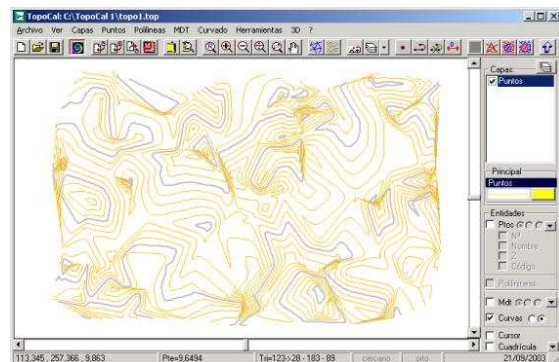 TopoCal: C:\TopoCal 1\topo1.top
Archivo Ver Capas Puntos Polilíneas MDT Curvado Herramientas 3D ?
Capas:
Puntos
Principal
Puntos
Entidades
Ptos
Nº
Nombre
Z
Código
Polilíneas
Mdt
Curvas
Cursor
Cuadrícula
113,345 , 257,366 , 9,863 Pte=9,6494 Tri=123->28 - 183 - 89 cercano orto 21/09/2003